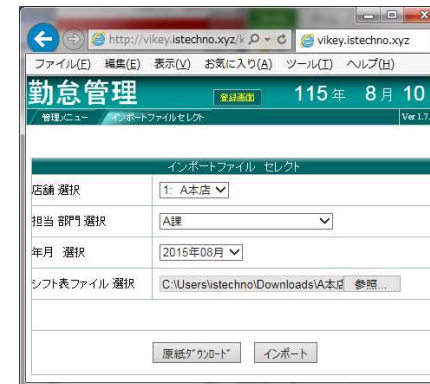 http://vikey.istechno.xyz/k
vikey.istechno.xyz
ファイル(F) 編集(E) 表示(V) お気に入り(A) ツール(T) ヘルプ(H)
勤怠管理 登録画面 115年 8月 10
管理メニュー インポートファイルセレクト Ver 1.7.
インポートファイル セレクト
店舗 選択 1: A本店
担当 部門 選択 A課
年月 選択 2015年08月
シフト表ファイル 選択 C:\Users\istechno\Downloads\A本店 参照...
原紙ダウンロード インポート